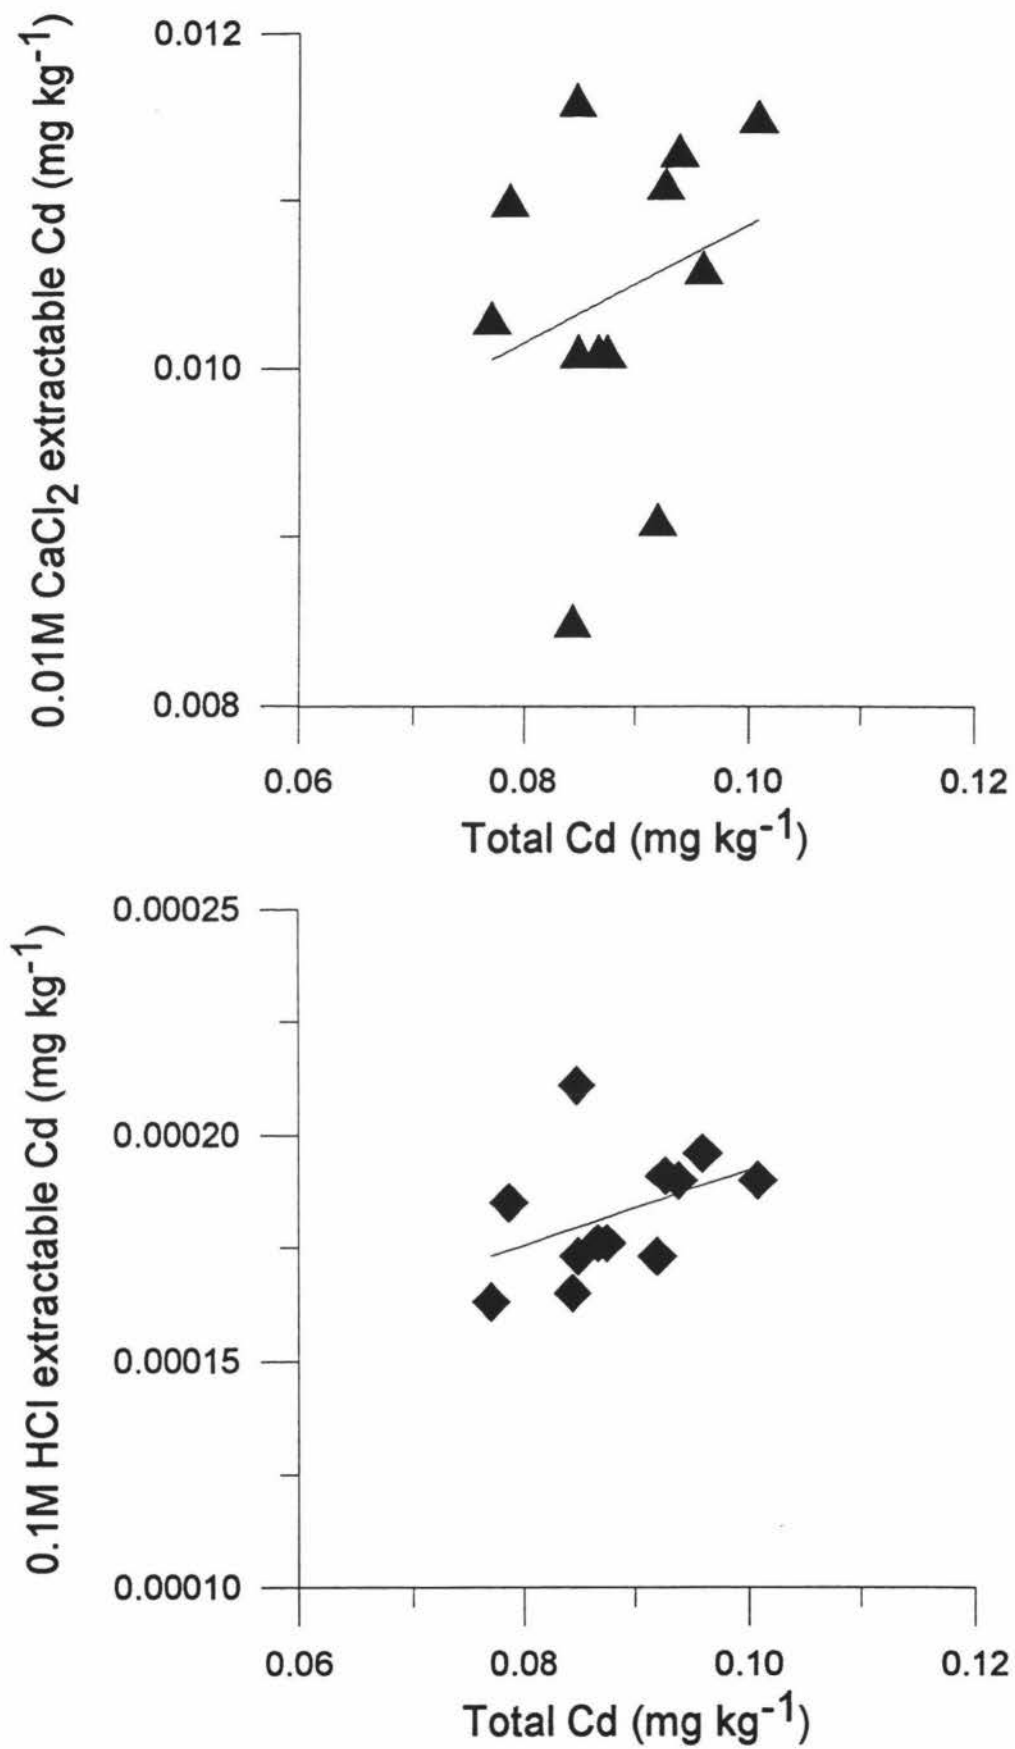 0.01M CaCl₂ extractable Cd (mg kg⁻¹)
0.012
0.010
0.008
0.06 0.08 0.10 0.12
Total Cd (mg kg⁻¹)
0.1M HCl extractable Cd (mg kg⁻¹)
0.00025
0.00020
0.00015
0.00010
0.06 0.08 0.10 0.12
Total Cd (mg kg⁻¹)